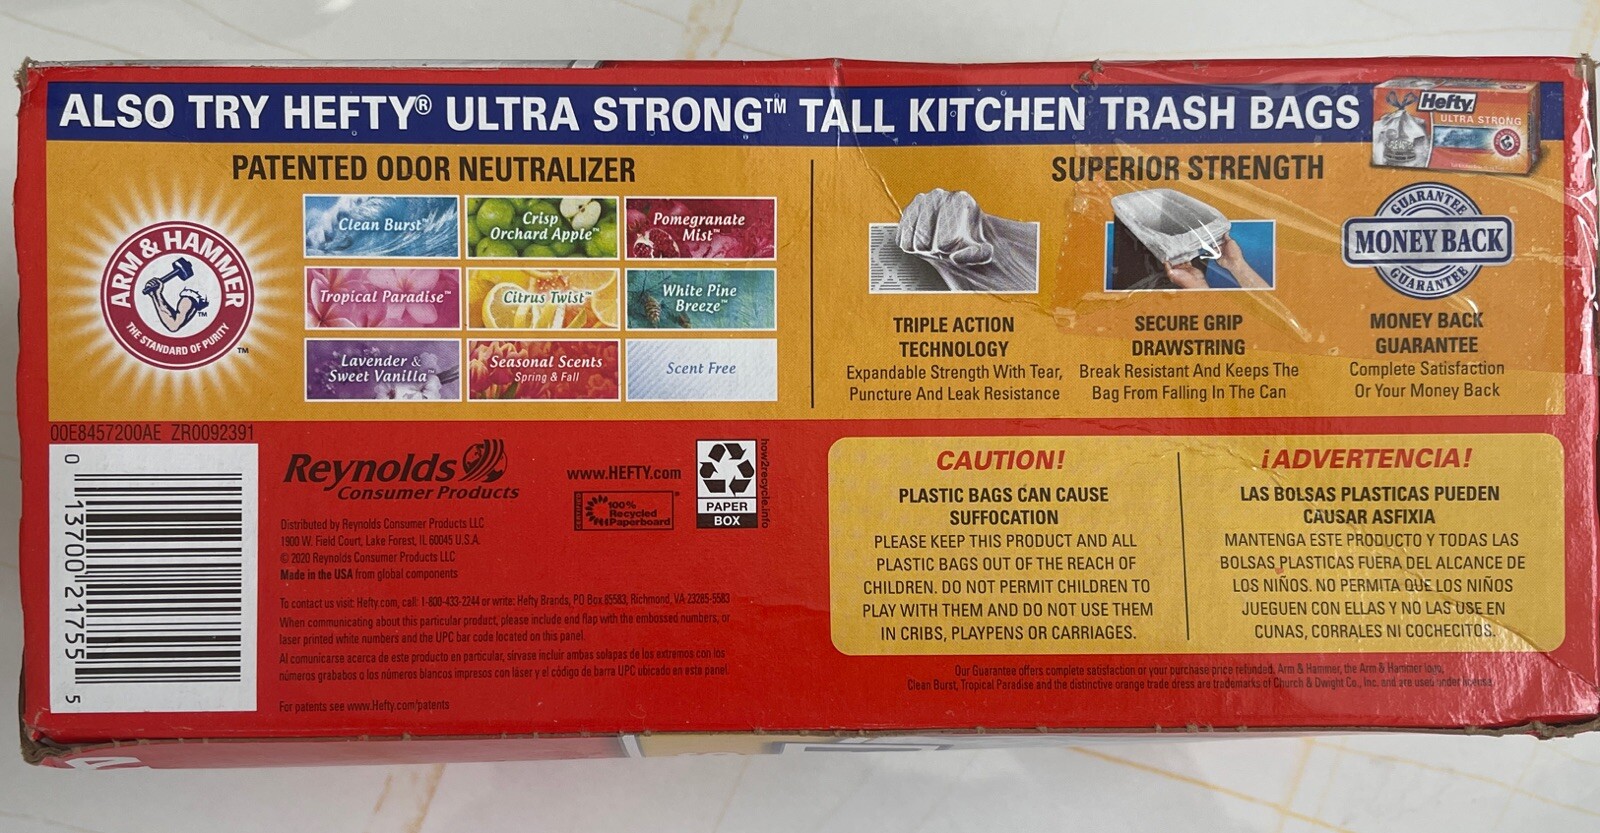 ALSO TRY HEFTY® ULTRA STRONG™ TALL KITCHEN TRASH BAGS
Hefty
ULTRA STRONG
PATENTED ODOR NEUTRALIZER
ARM & HAMMER
THE STANDARD OF PURITY
TM
TM
Clean Burst™
Crisp
Orchard Apple™
Pomegranate
Mist™
Tropical Paradise™
Citrus Twist™
White Pine
Breeze™
Lavender &
Sweet Vanilla™
Seasonal Scents
Spring & Fall
Scent Free
SUPERIOR STRENGTH
TRIPLE ACTION
TECHNOLOGY
Expandable Strength With Tear,
Puncture And Leak Resistance
SECURE GRIP
DRAWSTRING
Break Resistant And Keeps The
Bag From Falling In The Can
GUARANTEE
MONEY BACK
GUARANTEE
MONEY BACK
GUARANTEE
Complete Satisfaction
Or Your Money Back
00E8457200AE ZR0092391
0 13700 21755 5
Reynolds
Consumer Products
Distributed by Reynolds Consumer Products LLC
1900 W. Field Court, Lake Forest, IL 60045 U.S.A.
© 2020 Reynolds Consumer Products LLC
Made in the USA from global components
www.HEFTY.com
CERTIFIED
100%
Recycled
Paperboard
PAPER
BOX
how2recycle.info
To contact us visit: Hefty.com, call: 1-800-433-2244 or write: Hefty Brands, PO Box 85583, Richmond, VA 23285-5583
When communicating about this particular product, please include end flap with the embossed numbers, or
laser printed white numbers and the UPC bar code located on this panel.
Al comunicarse acerca de este producto en particular, sirvase incluir ambas solapas de los extremos con los
números grabados o los números blancos impresos con láser y el código de barra UPC ubicado en este panel.
For patents see www.Hefty.com/patents
CAUTION!
PLASTIC BAGS CAN CAUSE
SUFFOCATION
PLEASE KEEP THIS PRODUCT AND ALL
PLASTIC BAGS OUT OF THE REACH OF
CHILDREN. DO NOT PERMIT CHILDREN TO
PLAY WITH THEM AND DO NOT USE THEM
IN CRIBS, PLAYPENS OR CARRIAGES.
¡ADVERTENCIA!
LAS BOLSAS PLASTICAS PUEDEN
CAUSAR ASFIXIA
MANTENGA ESTE PRODUCTO Y TODAS LAS
BOLSAS PLASTICAS FUERA DEL ALCANCE DE
LOS NIÑOS. NO PERMITA QUE LOS NIÑOS
JUEGUEN CON ELLAS Y NO LAS USE EN
CUNAS, CORRALES NI COCHECITOS.
Our Guarantee offers complete satisfaction or your purchase price refunded. Arm & Hammer, the Arm & Hammer logo,
Clean Burst, Tropical Paradise and the distinctive orange trade dress are trademarks of Church & Dwight Co., Inc. and are used under license.